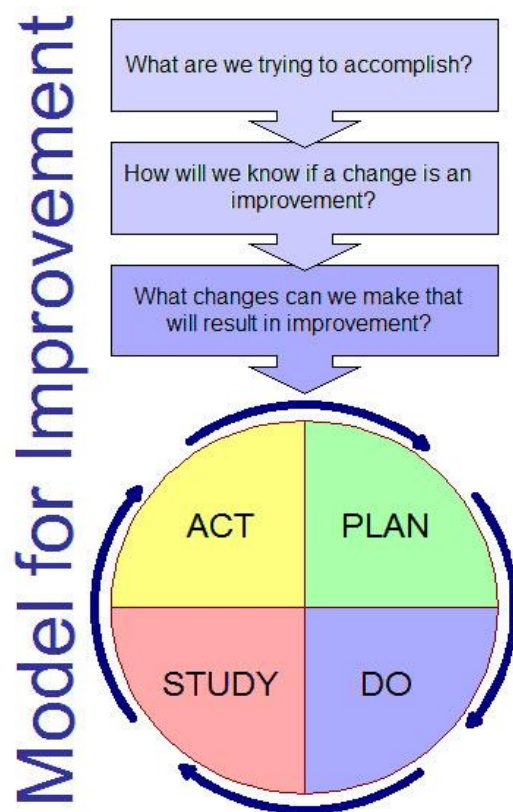 Model for Improvement
What are we trying to accomplish?
How will we know if a change is an
improvement?
What changes can we make that
will result in improvement?
ACT
PLAN
STUDY
DO